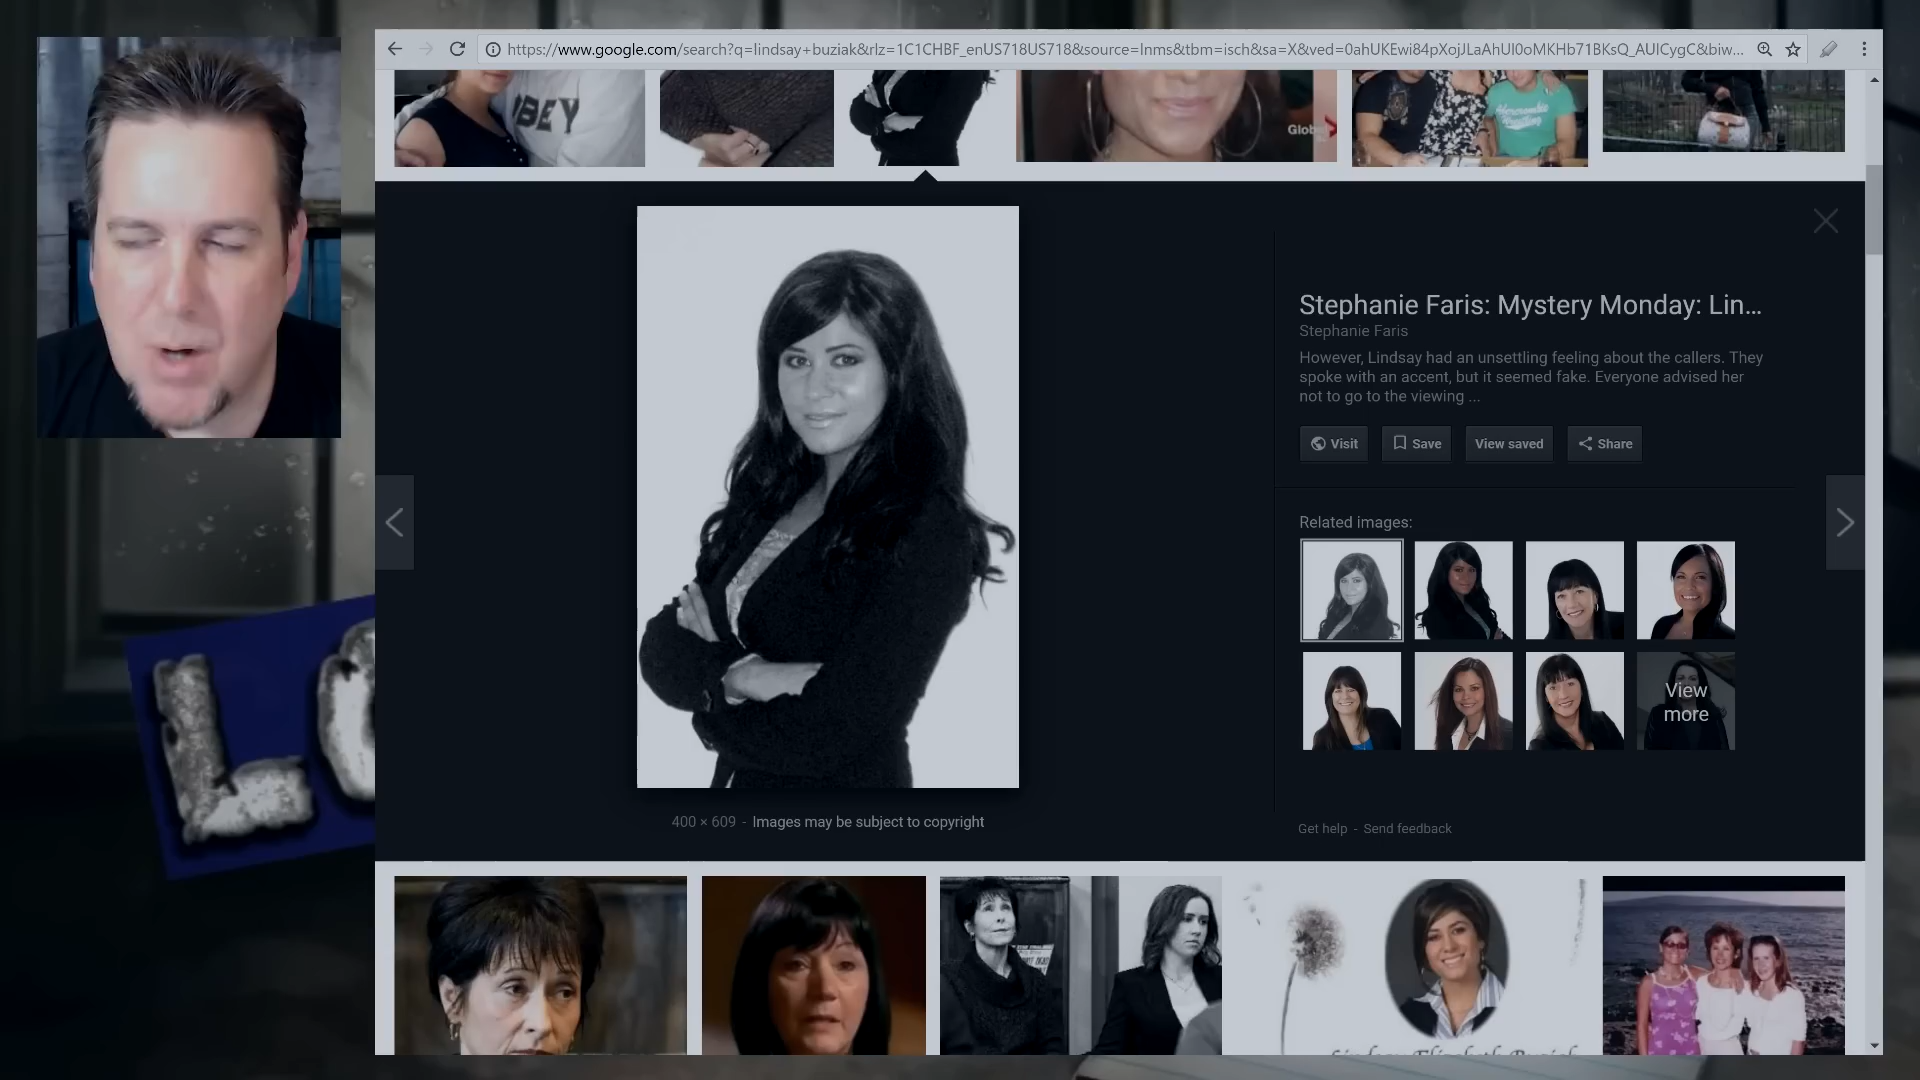 https://www.google.com/search?q=lindsay+buziak&rlz=1C1CHBF_enUS718US718&source=lnms&tbm=isch&sa=X&ved=0ahUKEwi84pXojJLaAhUI0oMKHb71BKsQ_AUICygC&biw...
OBEY
Global
Stephanie Faris: Mystery Monday: Lin...
Stephanie Faris
However, Lindsay had an unsettling feeling about the callers. They
spoke with an accent, but it seemed fake. Everyone advised her
not to go to the viewing ...
Visit
Save
View saved
Share
Related images:
View
more
400 × 609 - Images may be subject to copyright
Get help - Send feedback
LO